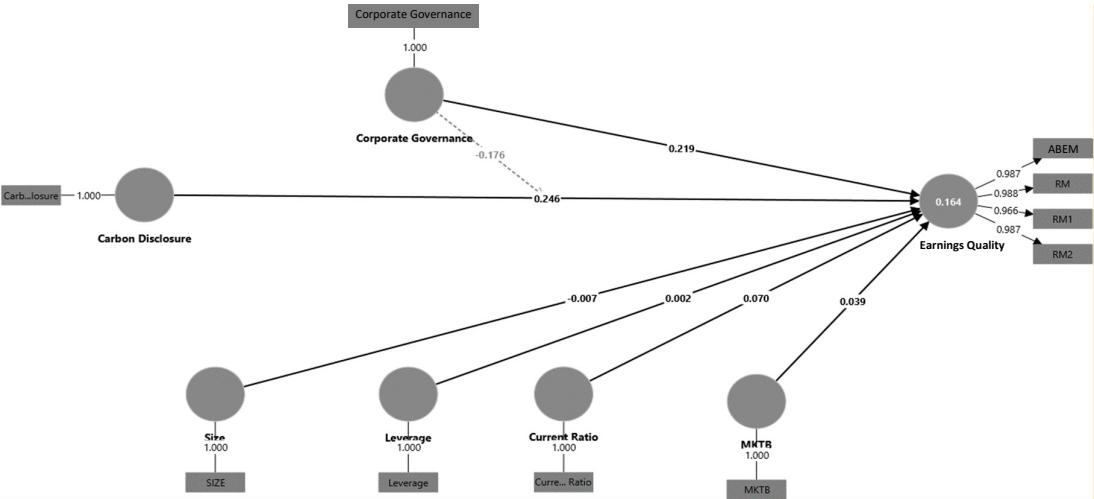 Corporate Governance
1.000
Corporate Governance
-0.176
0.219
Carb...losure
1.000
Carbon Disclosure
0.246
0.164
Earnings Quality
0.987
ABEM
0.988
RM
0.966
RM1
0.987
RM2
-0.007
0.002
0.070
0.039
Size
1.000
SIZE
Leverage
1.000
Leverage
Current Ratio
1.000
Curre... Ratio
MKTB
1.000
MKTB